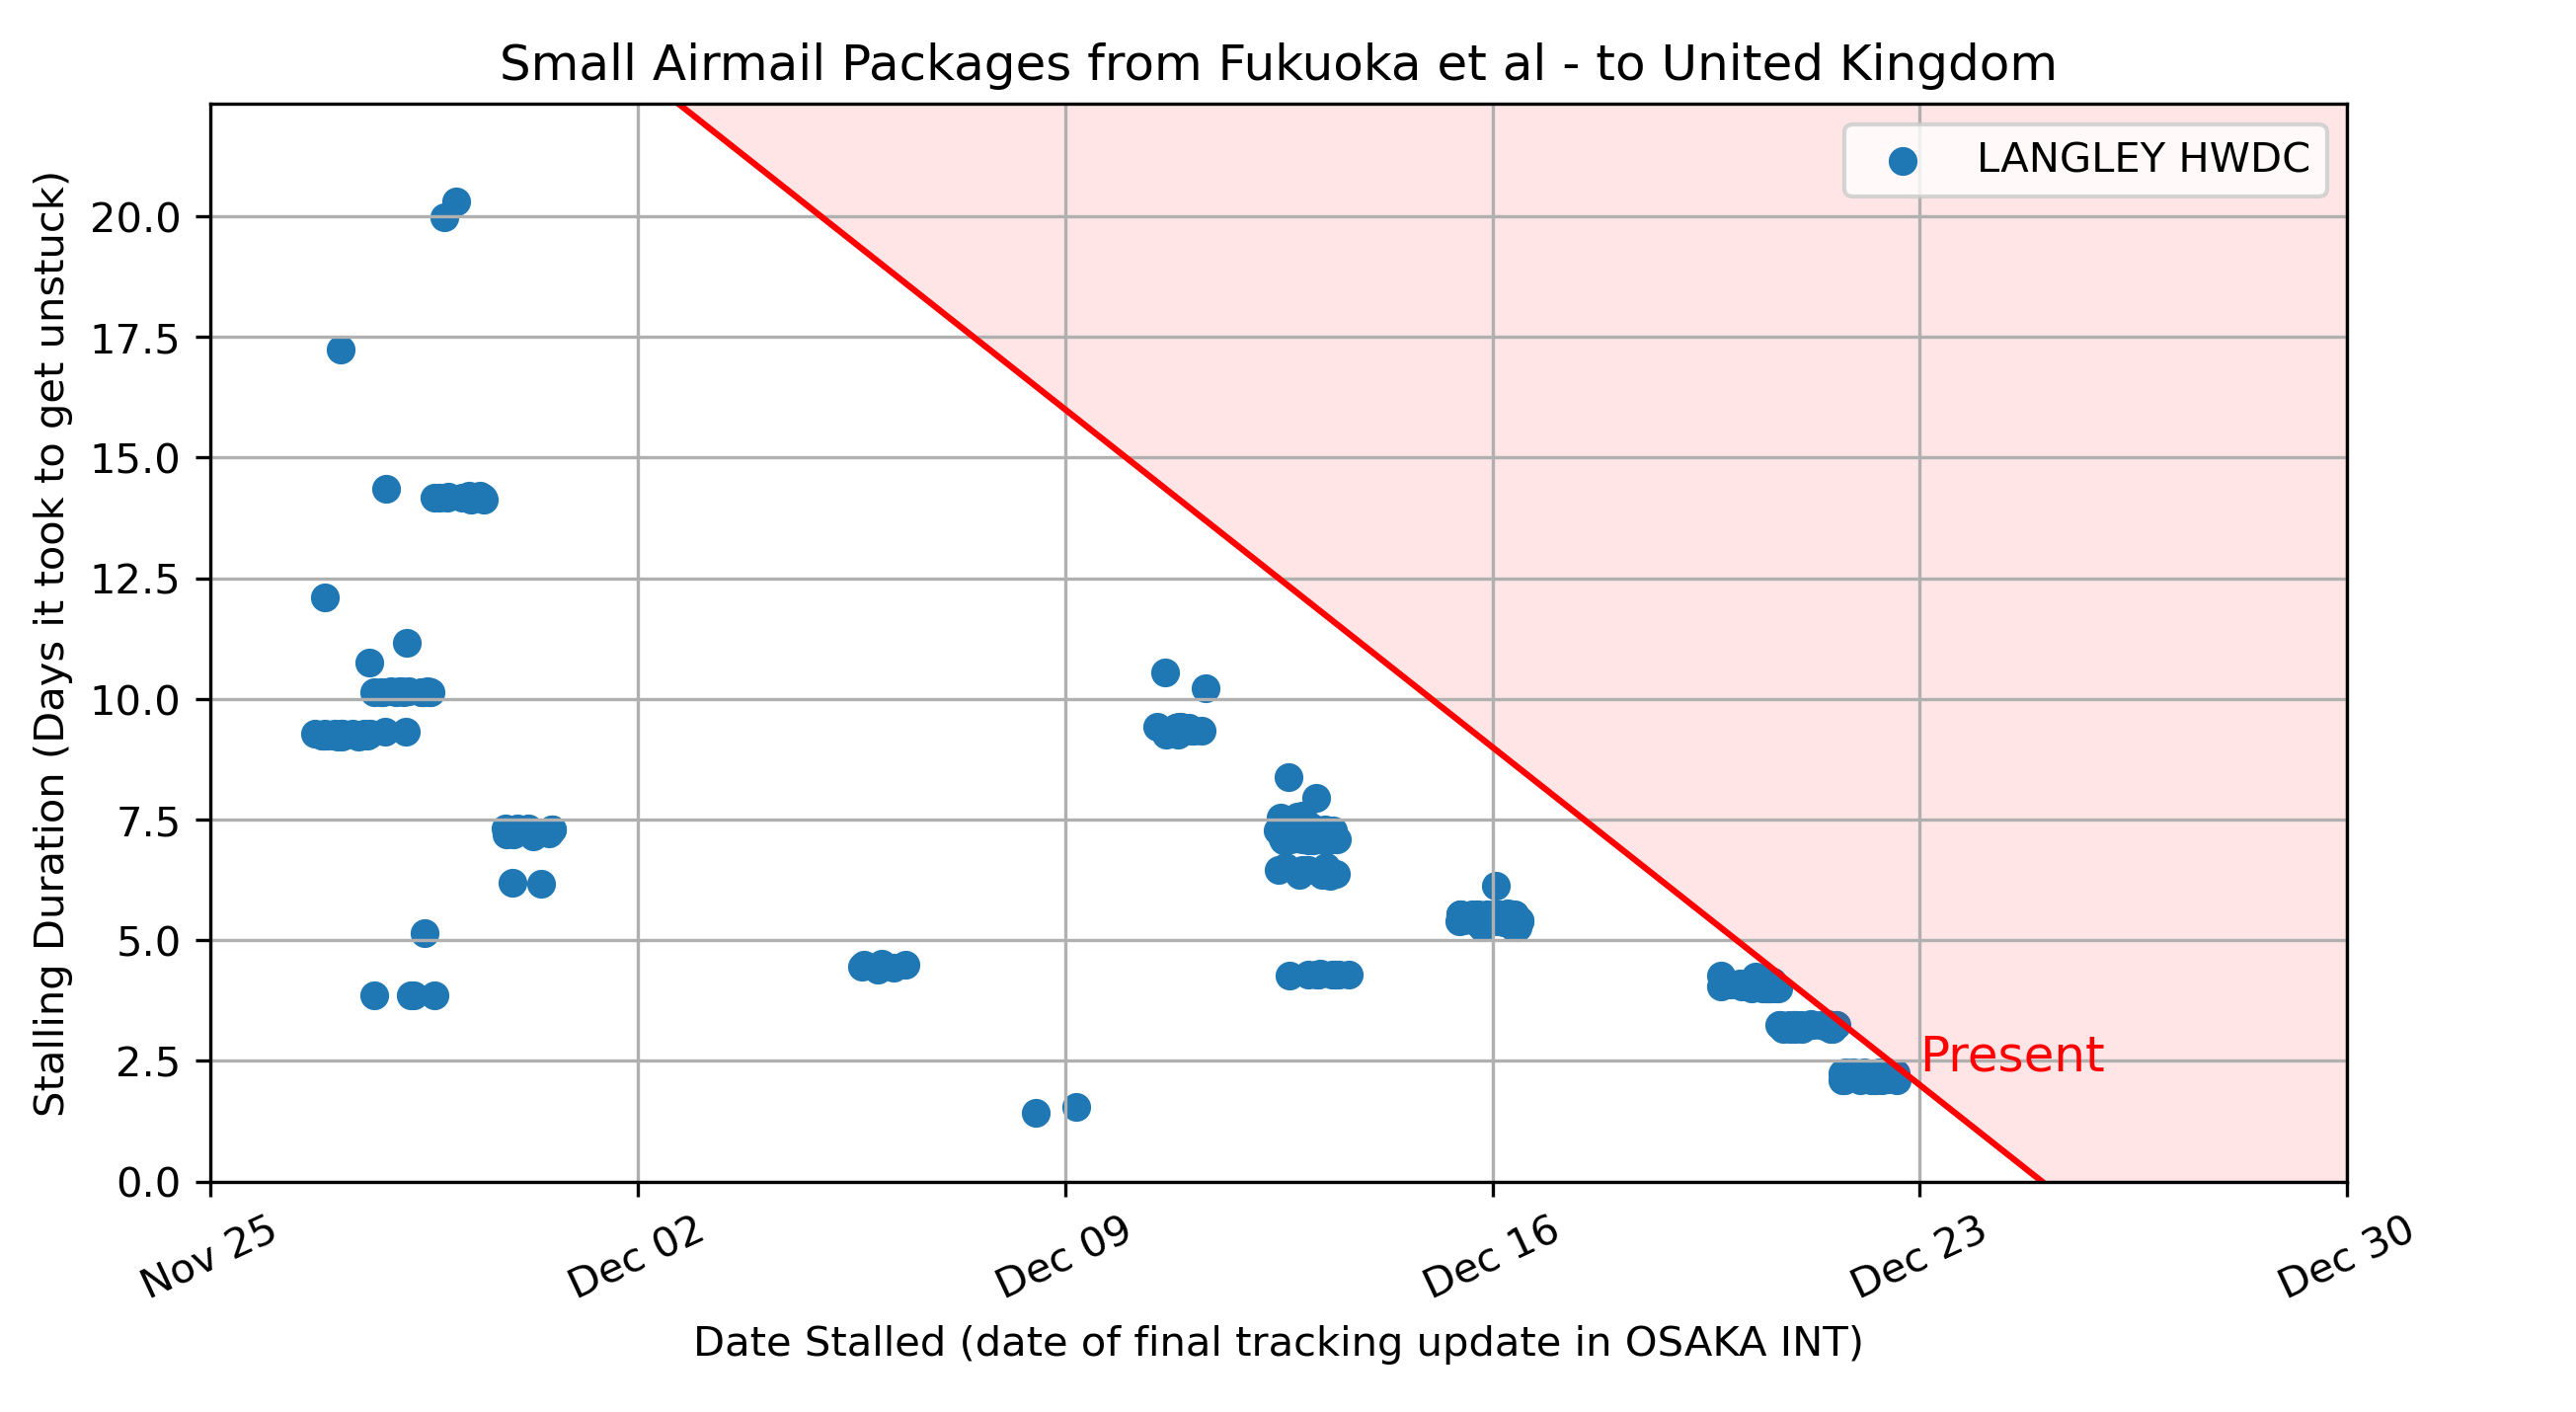 Small Airmail Packages from Fukuoka et al - to United Kingdom
LANGLEY HWDC
Stalling Duration (Days it took to get unstuck)
20.0
17.5
15.0
12.5
10.0
7.5
5.0
2.5
0.0
Present
Nov 25
Dec 02
Dec 09
Dec 16
Dec 23
Dec 30
Date Stalled (date of final tracking update in OSAKA INT)